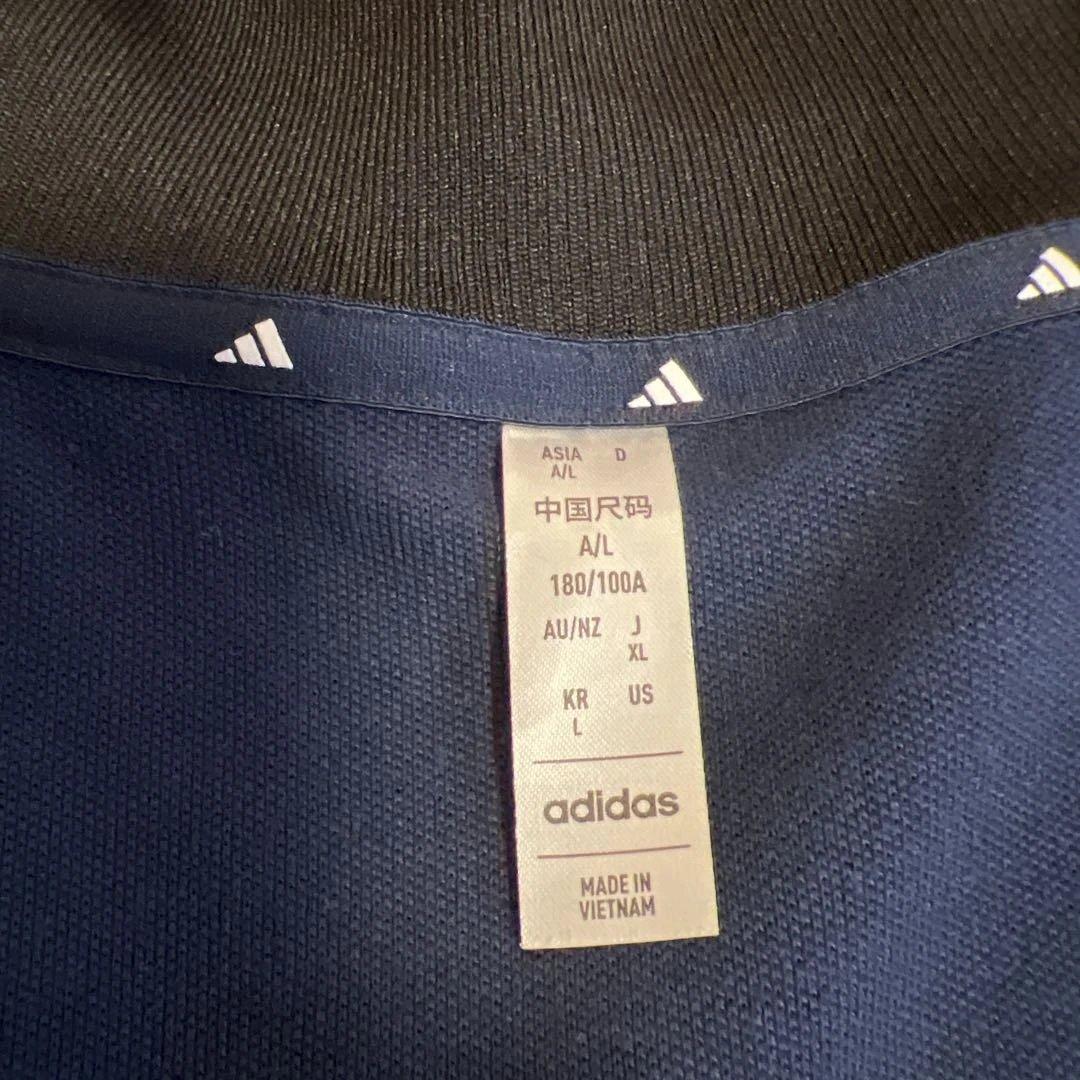 ASIA D
A/L
中国尺码
A/L
180/100A
AU/NZ J
XL
KR US
L
adidas
MADE IN
VIETNAM